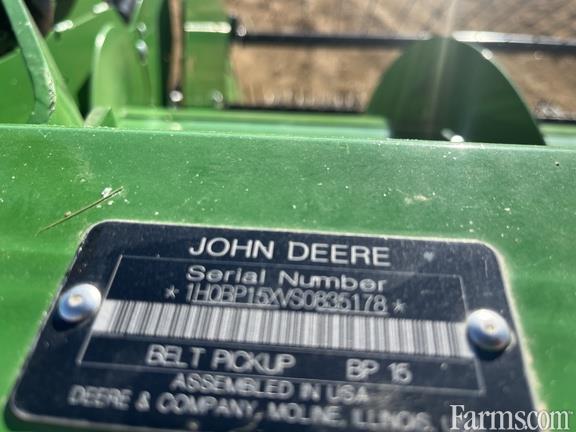 JOHN DEERE
Serial Number
*1H0BP15XVS0835178*
BELT PICKUP BP 15
ASSEMBLED IN USA
DEERE & COMPANY, MOLINE, ILLINOIS,
Farms.com